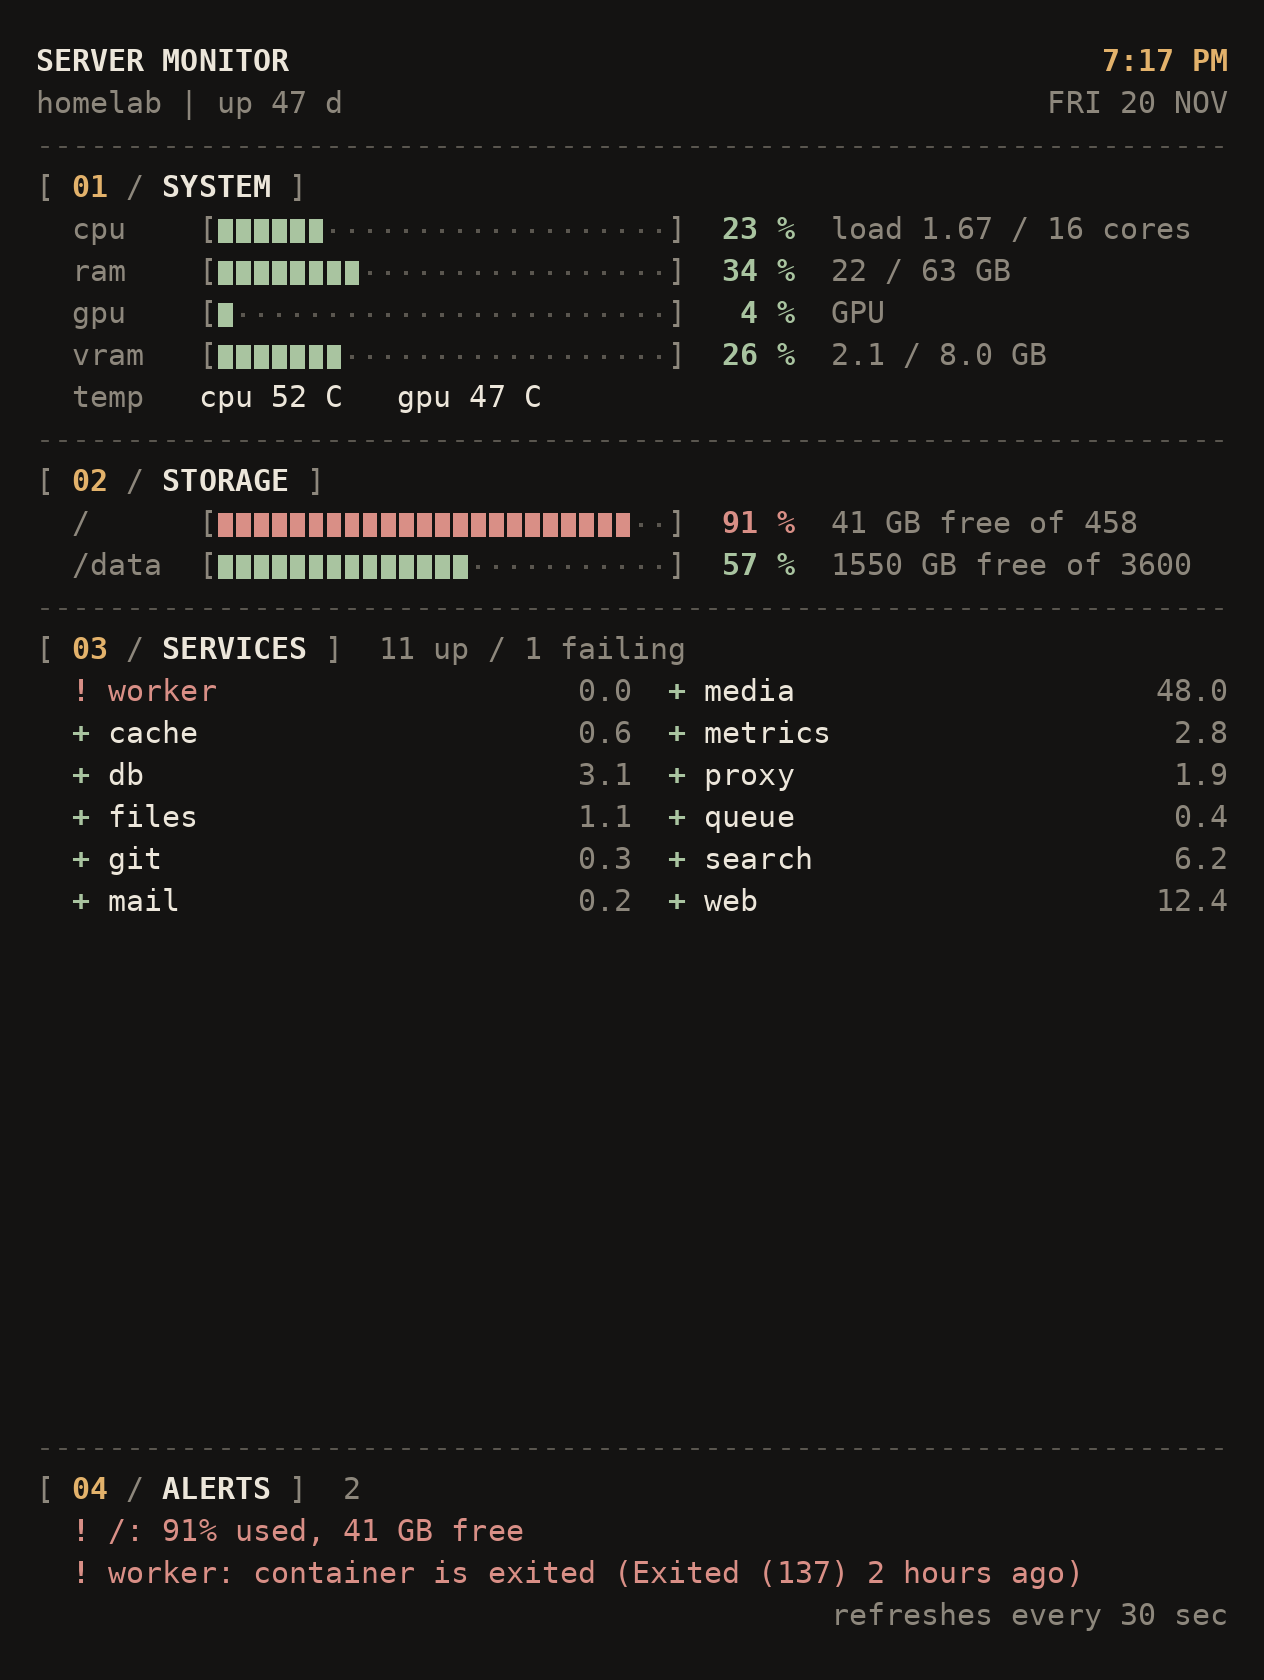 SERVER MONITOR 7:17 PM
homelab | up 47 d FRI 20 NOV
[ 01 / SYSTEM ]
cpu [ ] 23 % load 1.67 / 16 cores
ram [ ] 34 % 22 / 63 GB
gpu [ ] 4 % GPU
vram [ ] 26 % 2.1 / 8.0 GB
temp cpu 52 C gpu 47 C
[ 02 / STORAGE ]
/ [ ] 91 % 41 GB free of 458
/data [ ] 57 % 1550 GB free of 3600
[ 03 / SERVICES ] 11 up / 1 failing
! worker 0.0 + media 48.0
+ cache 0.6 + metrics 2.8
+ db 3.1 + proxy 1.9
+ files 1.1 + queue 0.4
+ git 0.3 + search 6.2
+ mail 0.2 + web 12.4
[ 04 / ALERTS ] 2
! /: 91% used, 41 GB free
! worker: container is exited (Exited (137) 2 hours ago)
refreshes every 30 sec